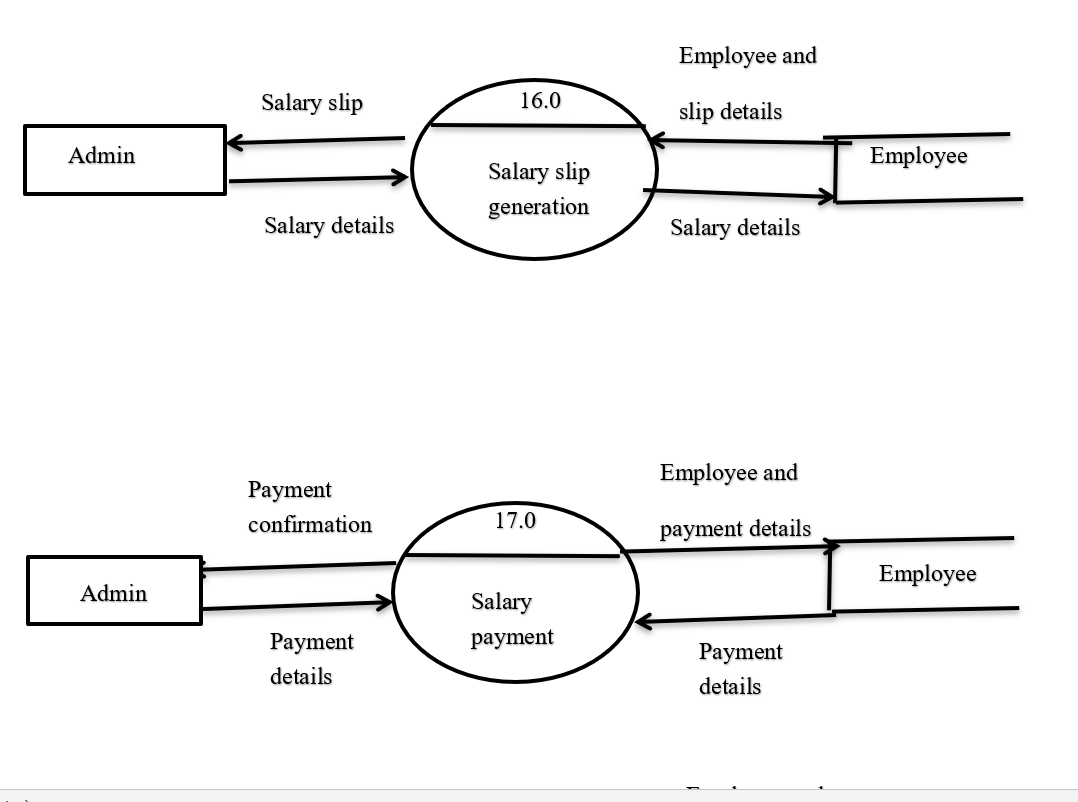 Employee and
slip details
Salary slip
16.0
Admin
Salary slip
generation
Employee
Salary details
Salary details
Employee and
payment details
Payment
confirmation
17.0
Admin
Salary
payment
Employee
Payment
details
Payment
details